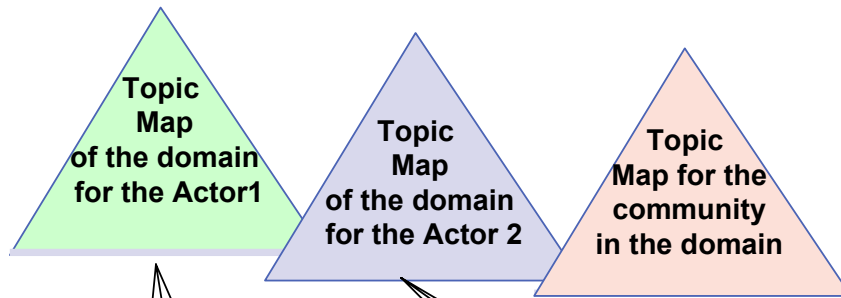 Topic
Map
of the domain
for the Actor1
Topic
Map
of the domain
for the Actor 2
Topic
Map for the
community
in the domain